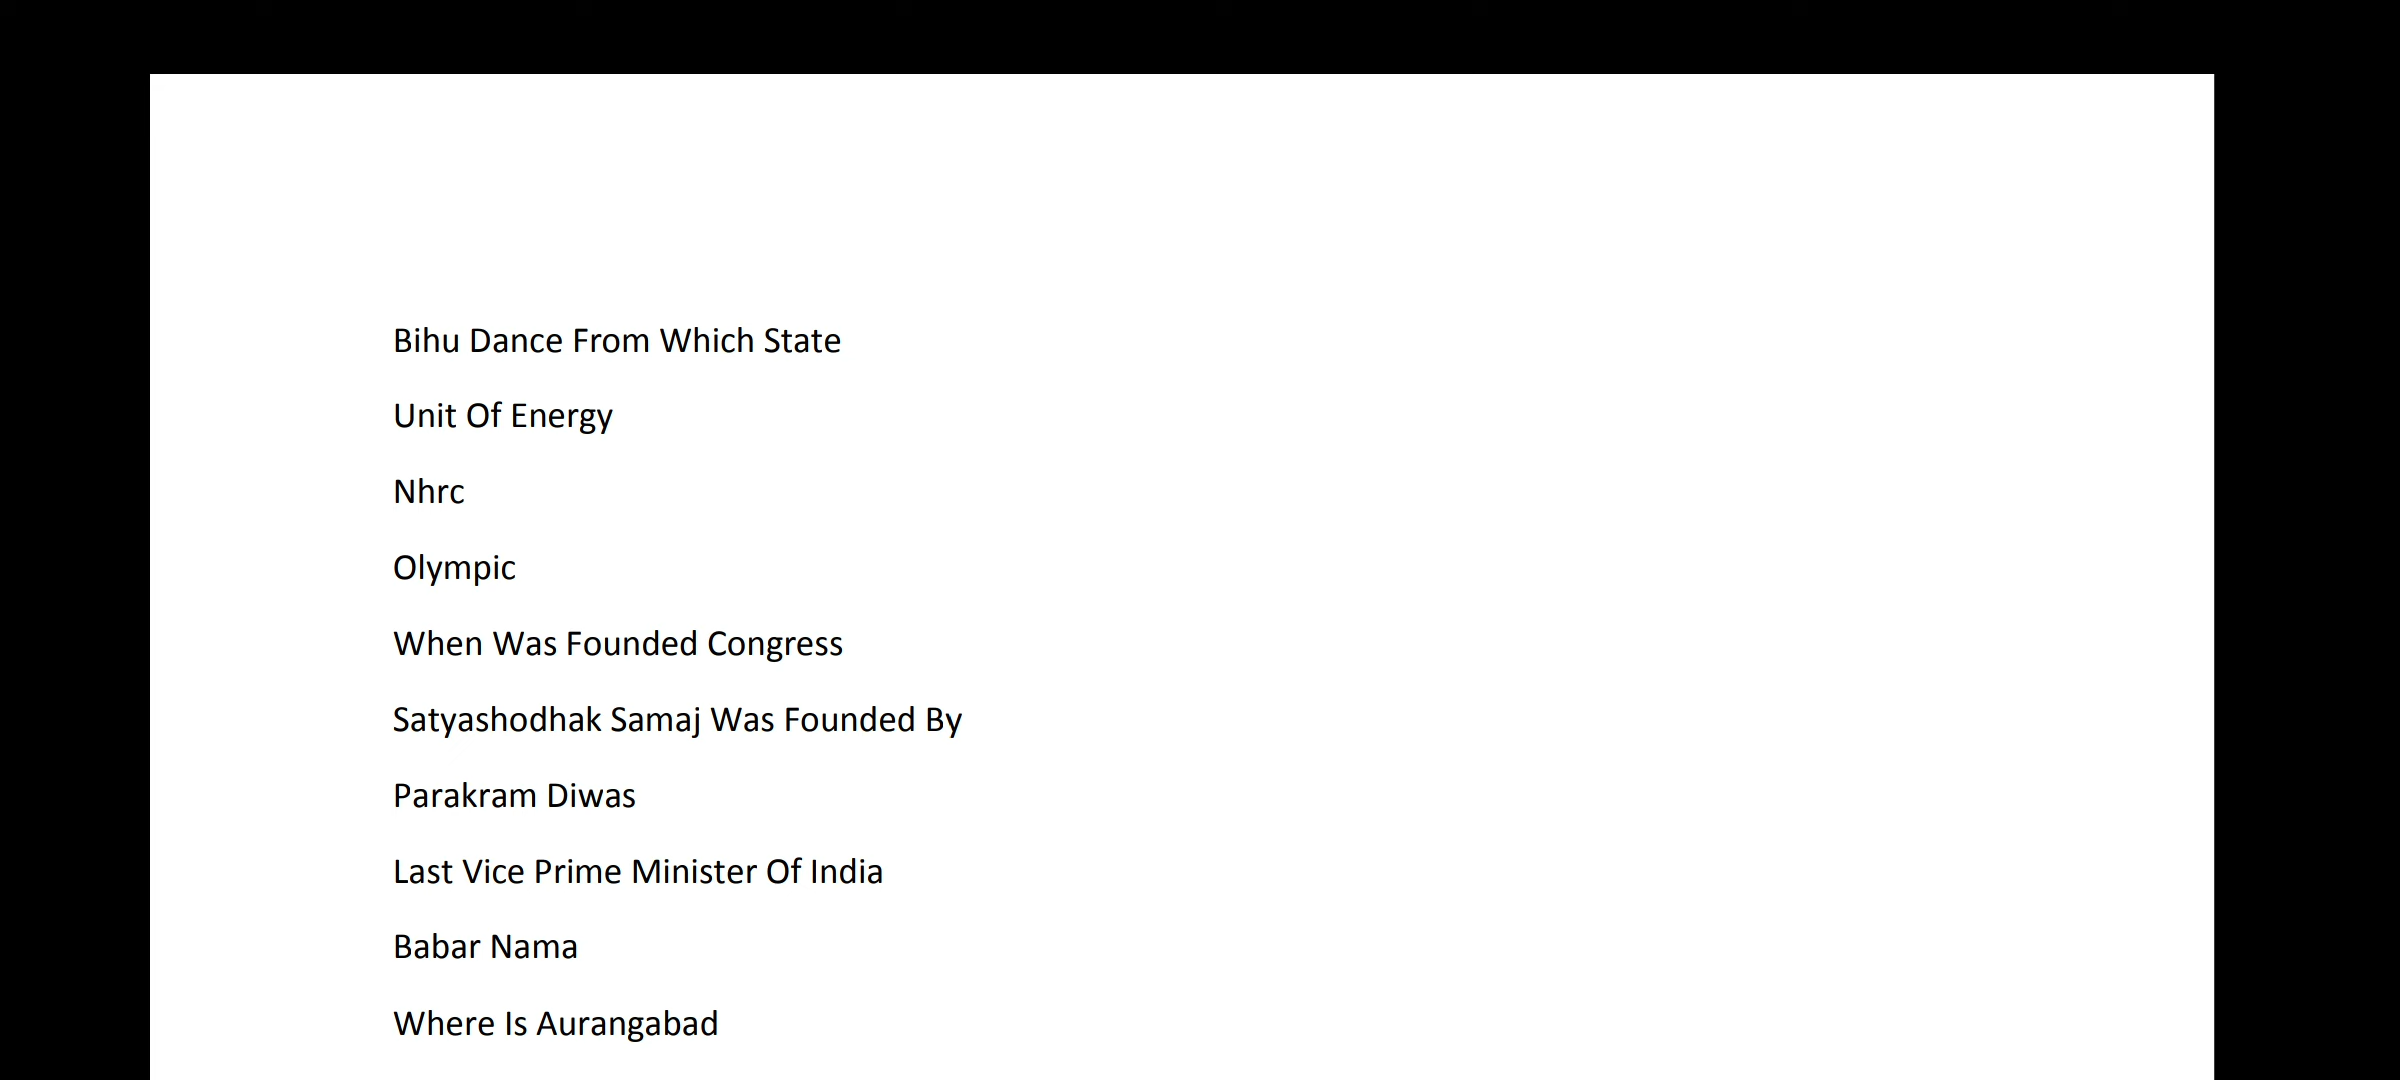 Bihu Dance From Which State
Unit Of Energy
Nhrc
Olympic
When Was Founded Congress
Satyashodhak Samaj Was Founded By
Parakram Diwas
Last Vice Prime Minister Of India
Babar Nama
Where Is Aurangabad